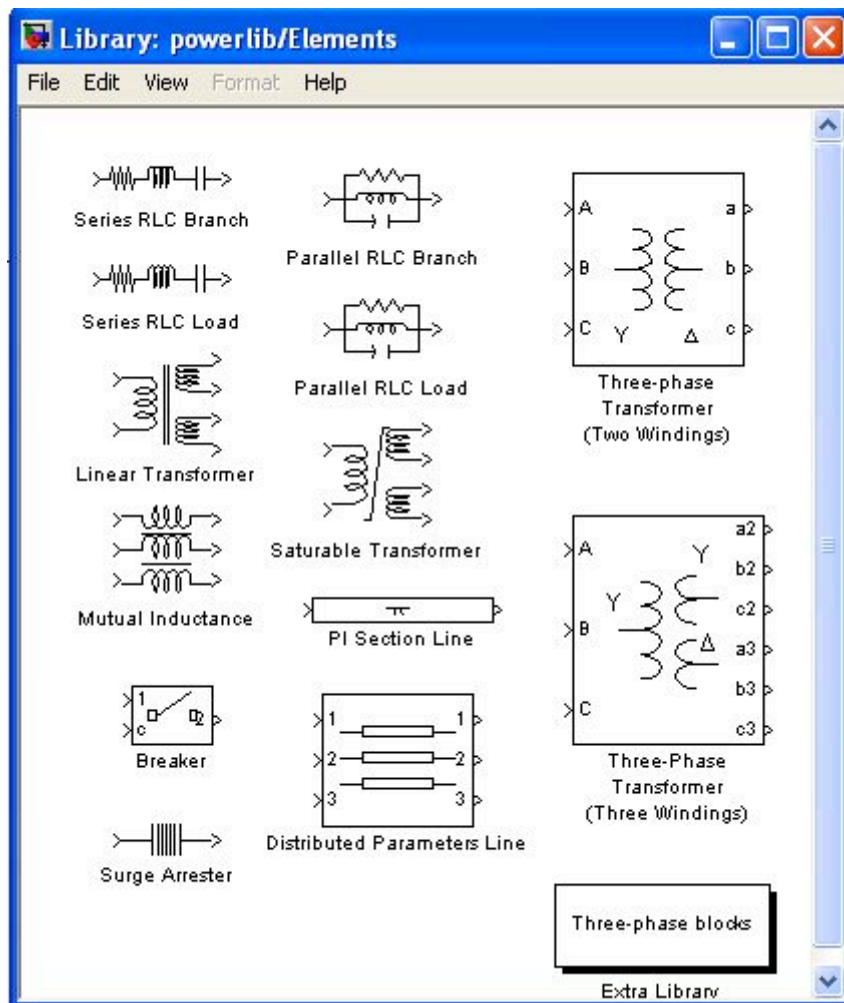 Library: powerlib/Elements
File Edit View Format Help
Series RLC Branch
Parallel RLC Branch
A
B
C
a
b
c
Y
Δ
Three-phase
Transformer
(Two Windings)
Series RLC Load
Parallel RLC Load
Linear Transformer
Saturable Transformer
Mutual Inductance
PI Section Line
A
B
C
Y
Y
Δ
a2
b2
c2
a3
b3
c3
Three-Phase
Transformer
(Three Windings)
1
c
2
Breaker
1 1
2 2
3 3
Distributed Parameters Line
Surge Arrester
Three-phase blocks
Extra Library